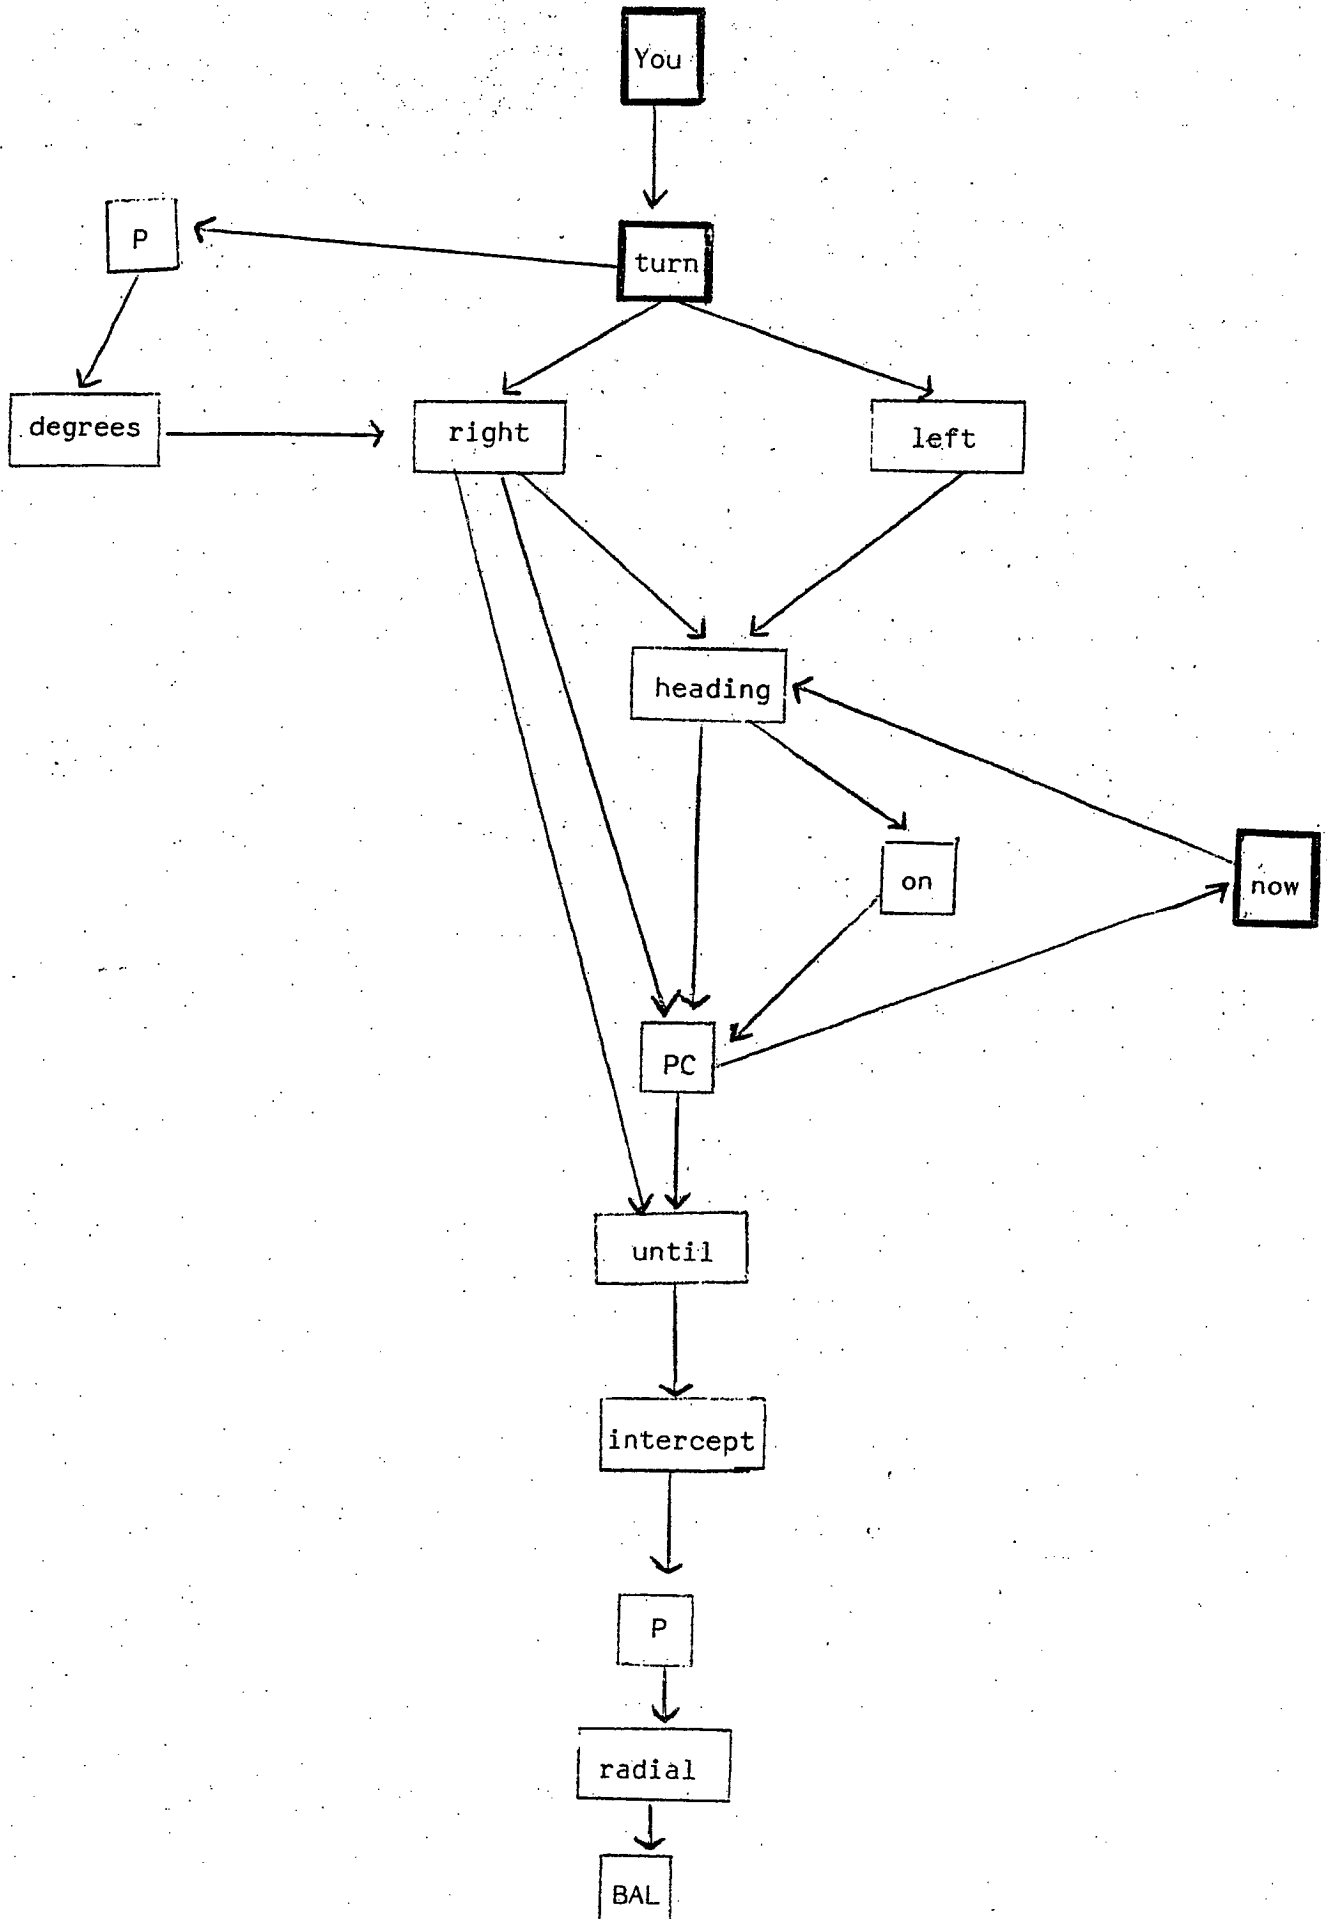 You
P
turn
degrees
right
left
heading
on
now
PC
until
intercept
P
radial
BAL